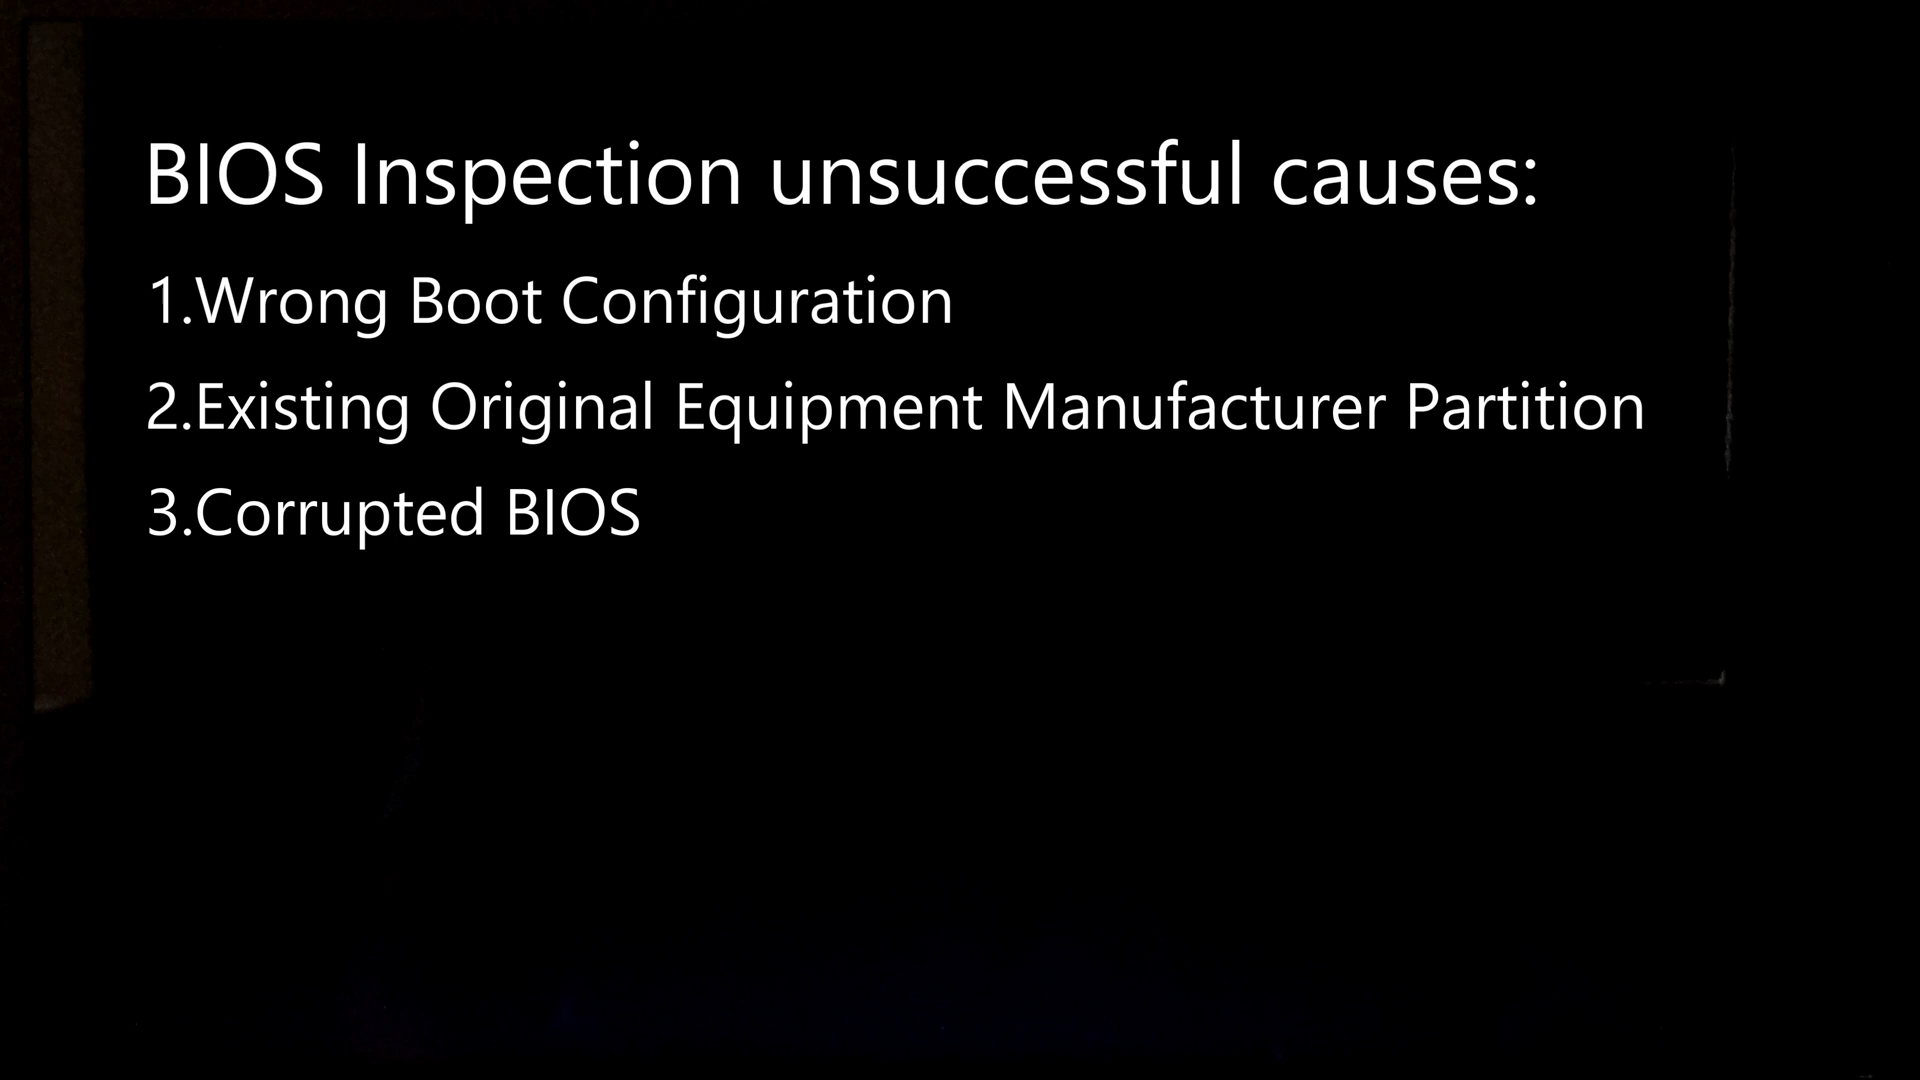 BIOS Inspection unsuccessful causes:
1.Wrong Boot Configuration
2.Existing Original Equipment Manufacturer Partition
3.Corrupted BIOS